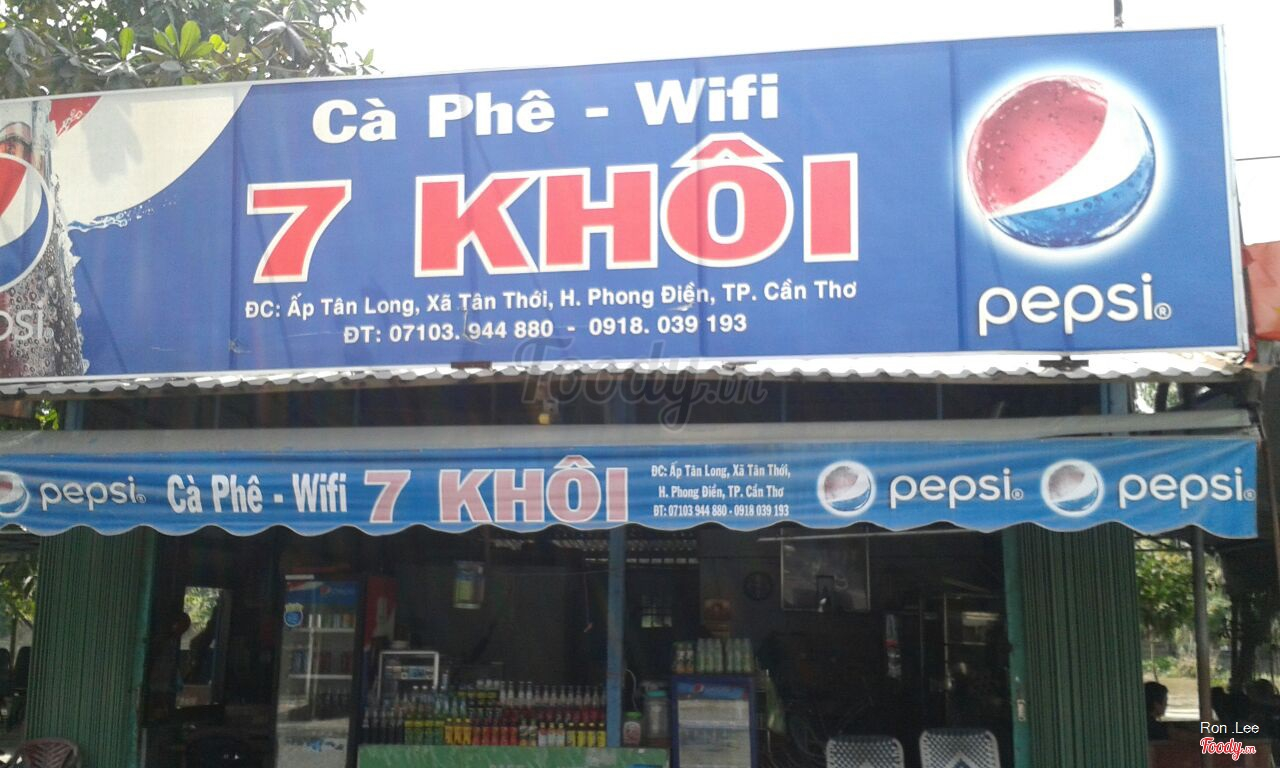 Cà Phê - Wifi
7 KHÔI
ĐC: Ấp Tân Long, Xã Tân Thới, H. Phong Điền, TP. Cần Thơ
ĐT: 07103. 944 880 - 0918. 039 193
pepsi®
Foody.vn
pepsi® Cà Phê - Wifi 7 KHÔI
ĐC: Ấp Tân Long, Xã Tân Thới,
H. Phong Điền, TP. Cần Thơ
ĐT: 07103 944 880 - 0918 039 193
pepsi® pepsi®
Ron .Lee
Foody.vn